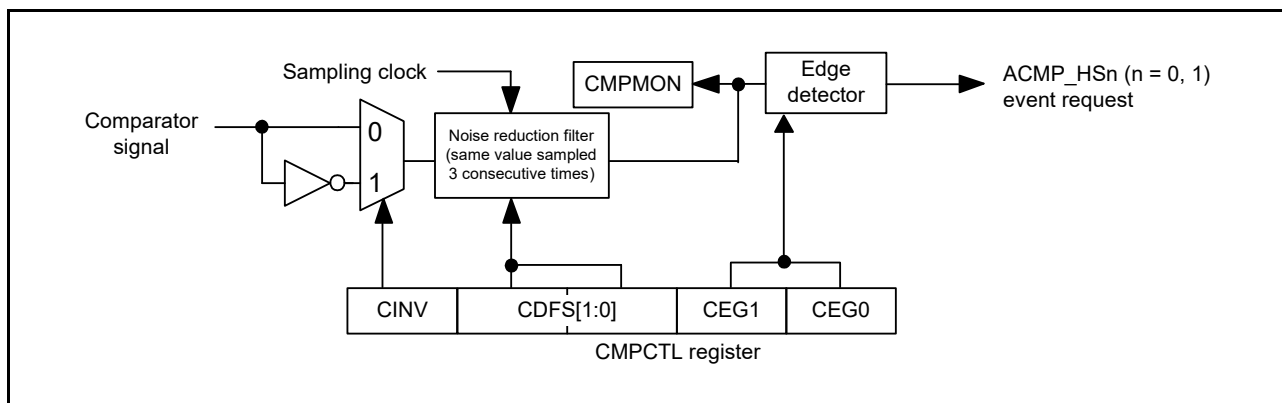 Sampling clock
CMPMON
Edge
detector
ACMP_HSn (n = 0, 1)
event request
Comparator
signal
0
1
Noise reduction filter
(same value sampled
3 consecutive times)
CINV
CDFS[1:0]
CEG1
CEG0
CMPCTL register